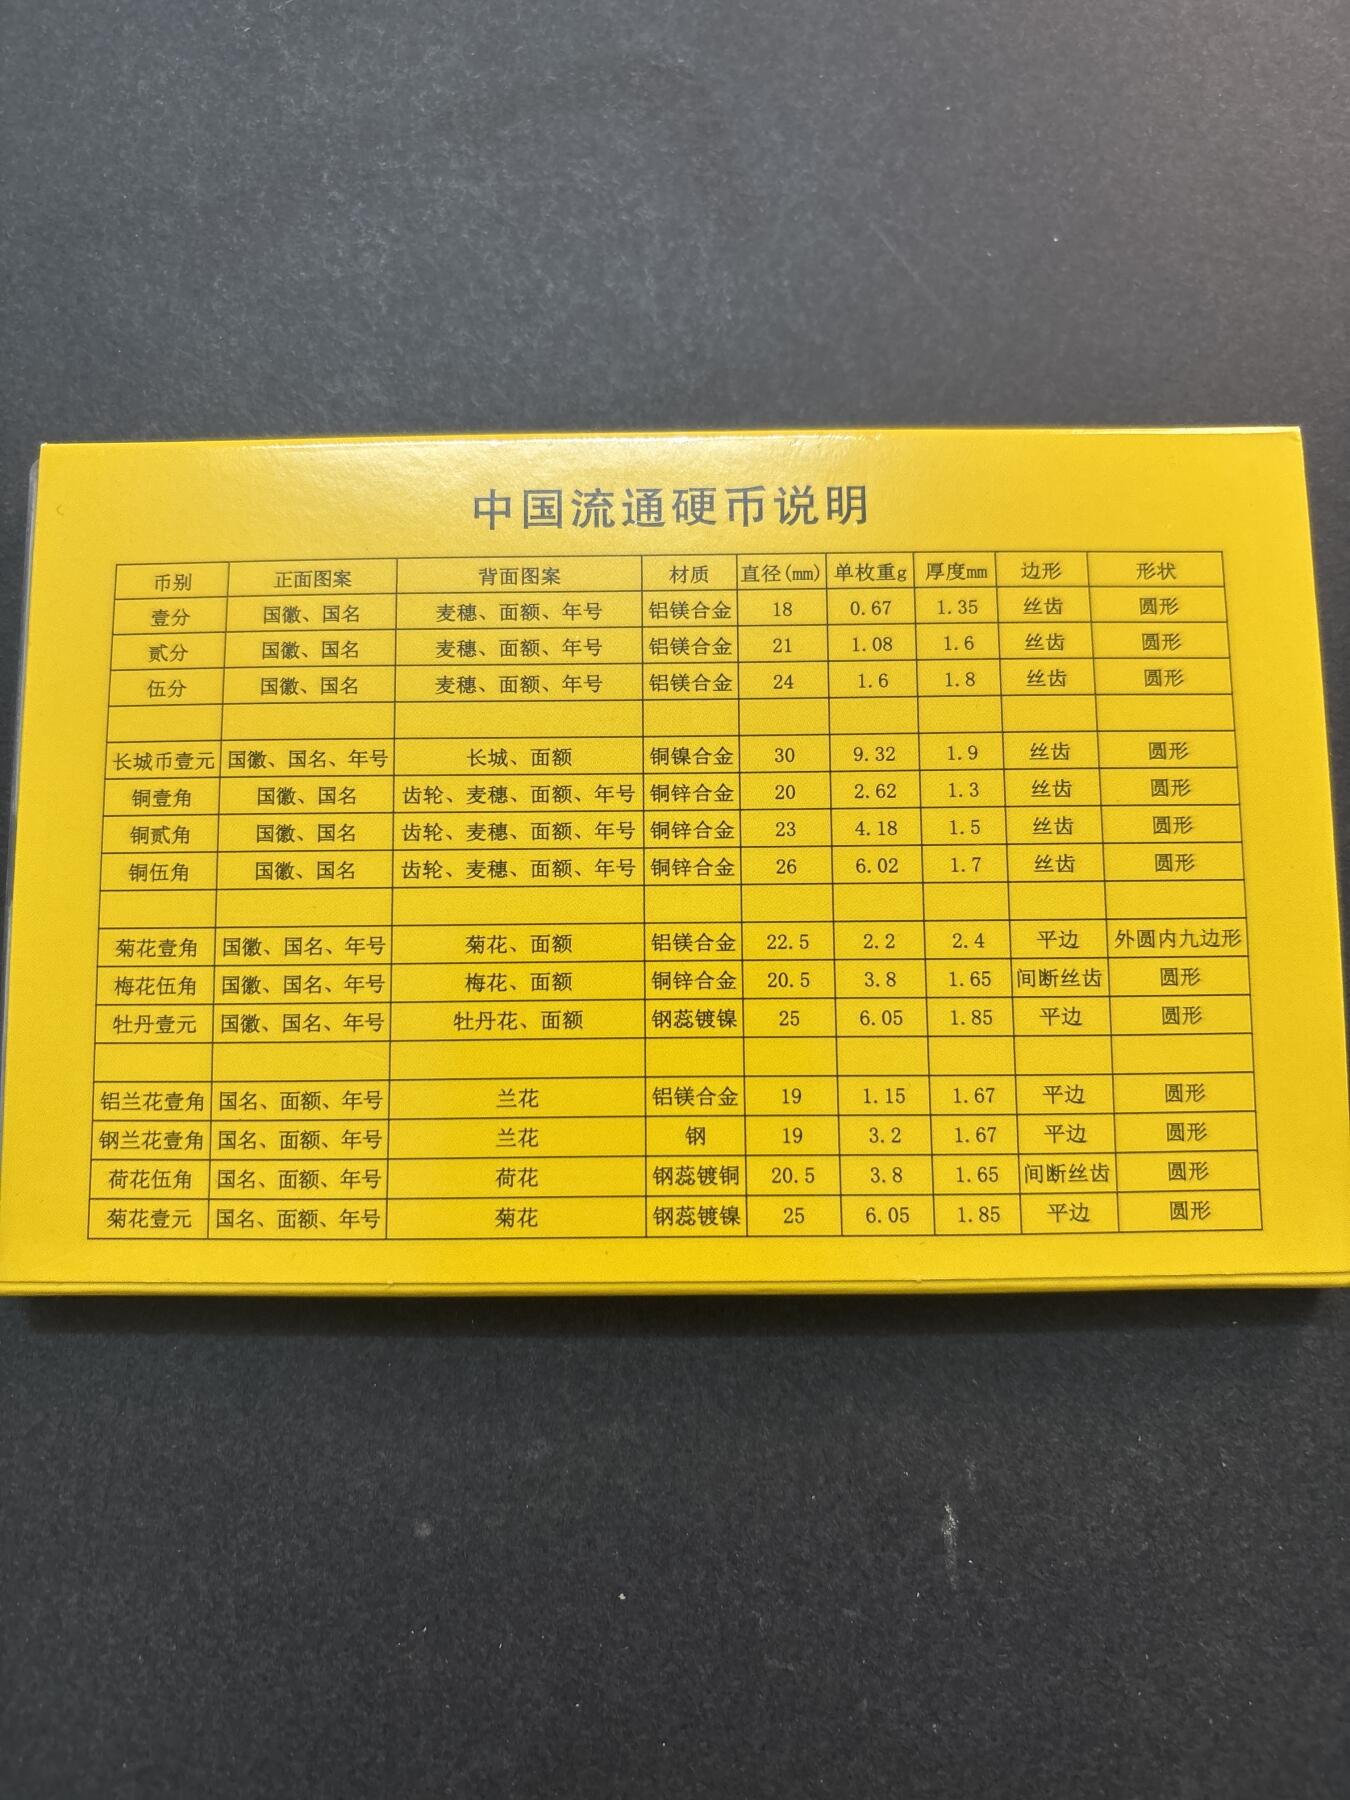 中国流通硬币说明
币别 正面图案 背面图案 材质 直径(mm) 单枚重g 厚度mm 边形 形状
壹分 国徽、国名 麦穗、面额、年号 铝镁合金 18 0.67 1.35 丝齿 圆形
贰分 国徽、国名 麦穗、面额、年号 铝镁合金 21 1.08 1.6 丝齿 圆形
伍分 国徽、国名 麦穗、面额、年号 铝镁合金 24 1.6 1.8 丝齿 圆形
长城币壹元 国徽、国名、年号 长城、面额 铜镍合金 30 9.32 1.9 丝齿 圆形
铜壹角 国徽、国名 齿轮、麦穗、面额、年号 铜锌合金 20 2.62 1.3 丝齿 圆形
铜贰角 国徽、国名 齿轮、麦穗、面额、年号 铜锌合金 23 4.18 1.5 丝齿 圆形
铜伍角 国徽、国名 齿轮、麦穗、面额、年号 铜锌合金 26 6.02 1.7 丝齿 圆形
菊花壹角 国徽、国名、年号 菊花、面额 铝镁合金 22.5 2.2 2.4 平边 外圆内九边形
梅花伍角 国徽、国名、年号 梅花、面额 铜锌合金 20.5 3.8 1.65 间断丝齿 圆形
牡丹壹元 国徽、国名、年号 牡丹花、面额 钢蕊镀镍 25 6.05 1.85 平边 圆形
铝兰花壹角 国名、面额、年号 兰花 铝镁合金 19 1.15 1.67 平边 圆形
钢兰花壹角 国名、面额、年号 兰花 钢 19 3.2 1.67 平边 圆形
荷花伍角 国名、面额、年号 荷花 钢蕊镀铜 20.5 3.8 1.65 间断丝齿 圆形
菊花壹元 国名、面额、年号 菊花 钢蕊镀镍 25 6.05 1.85 平边 圆形